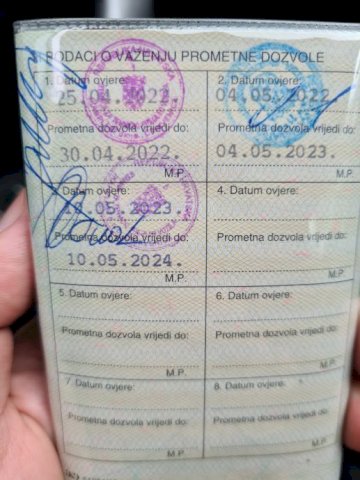 PODACI O VAŽENJU PROMETNE DOZVOLE
1. Datum ovjere:
2. Datum ovjere:
25.04.2022.
04.05.2022
Prometna dozvola vrijedi do:
Prometna dozvola vrijedi do:
30.04.2022.
04.05.2023.
M.P.
M.P.
3. Datum ovjere:
4. Datum ovjere:
.05.2023.
Prometna dozvola vrijedi do:
Prometna dozvola vrijedi do:
10.05.2024.
M.P.
M.P.
5. Datum ovjere:
6. Datum ovjere:
Prometna dozvola vrijedi do:
Prometna dozvola vrijedi do:
M.P.
M.P.
7. Datum ovjere:
8. Datum ovjere:
Prometna dozvola vrijedi do:
Prometna dozvola vrijedi do:
M.P.
M.P.